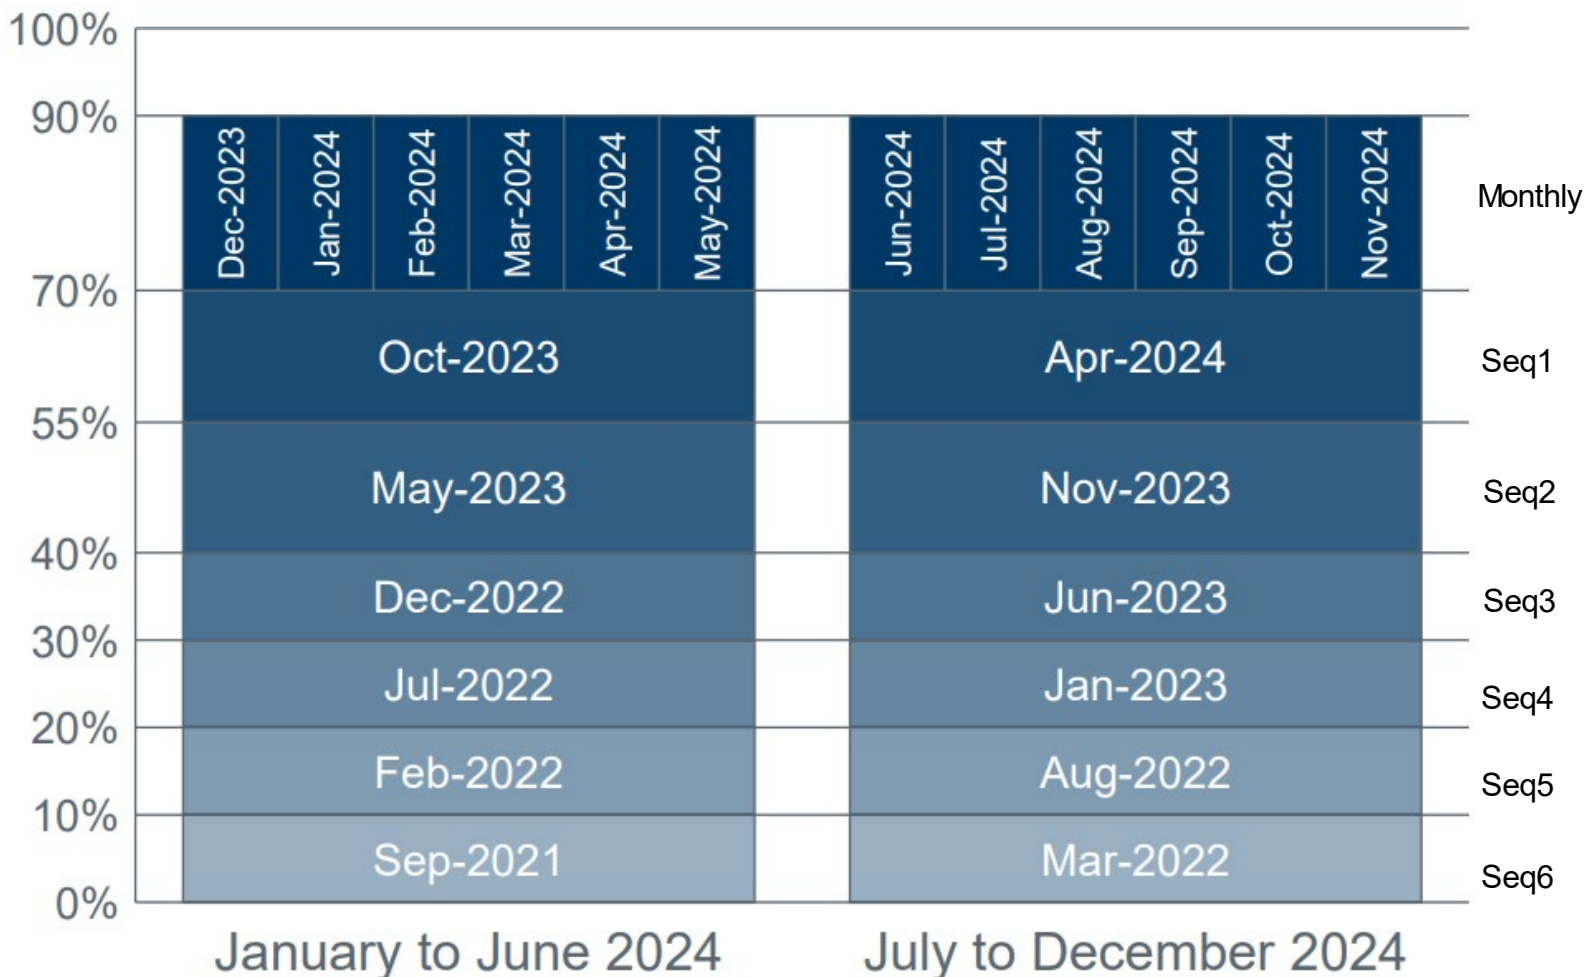 100%
90%
Dec-2023 Jan-2024 Feb-2024 Mar-2024 Apr-2024 May-2024 Jun-2024 Jul-2024 Aug-2024 Sep-2024 Oct-2024 Nov-2024 Monthly
70%
Oct-2023 Apr-2024 Seq1
55%
May-2023 Nov-2023 Seq2
40%
Dec-2022 Jun-2023 Seq3
30%
Jul-2022 Jan-2023 Seq4
20%
Feb-2022 Aug-2022 Seq5
10%
Sep-2021 Mar-2022 Seq6
0%
January to June 2024 July to December 2024